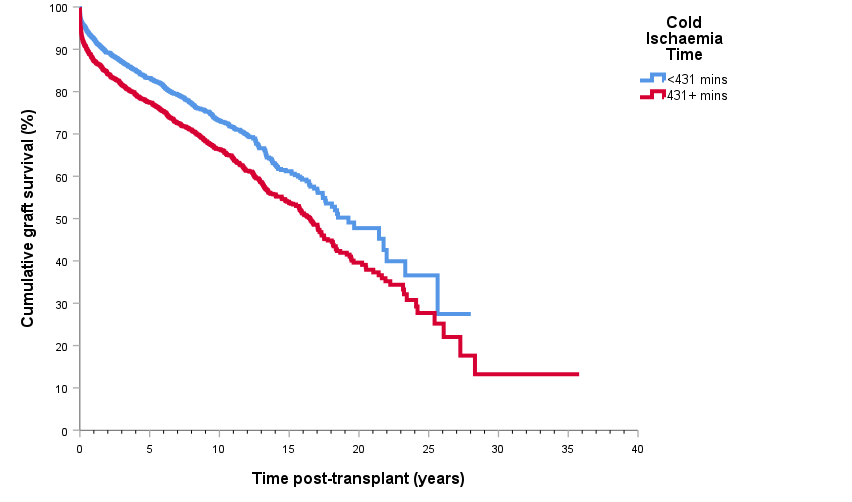 Cold
Ischaemia
Time
<431 mins
431+ mins
Cumulative graft survival (%)
100
90
80
70
60
50
40
30
20
10
0
0 5 10 15 20 25 30 35 40
Time post-transplant (years)